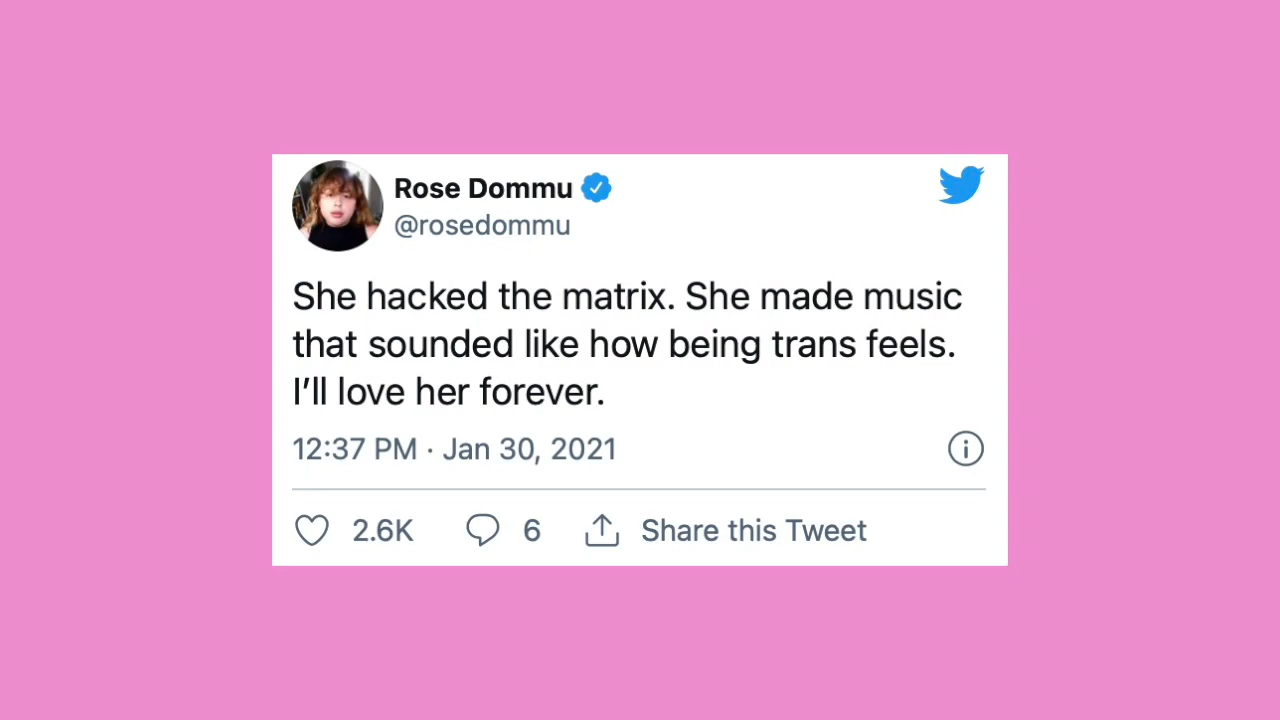 Rose Dommu
@rosedommu
She hacked the matrix. She made music
that sounded like how being trans feels.
I’ll love her forever.
12:37 PM · Jan 30, 2021
2.6K 6 Share this Tweet